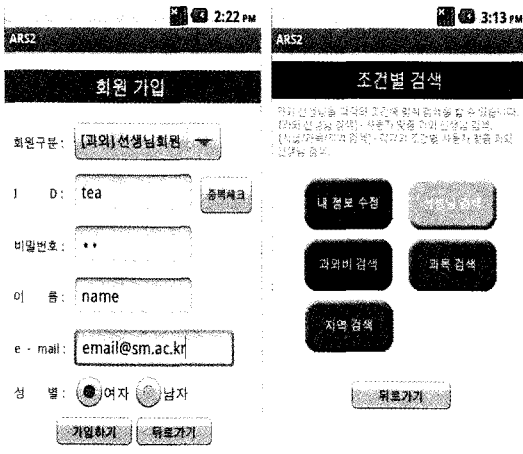 2:22 PM
ARS2
회원 가입
회원구분 : [과외] 선생님회원
I D : tea 중복체크
비밀번호 : ••
이 름 : name
e - mail : email@sm.ac.kr
성 별 : 여자 남자
가입하기 뒤로가기
3:13 PM
ARS2
조건별 검색
내 정보 수정
과외비 검색 과목 검색
지역 검색
뒤로가기